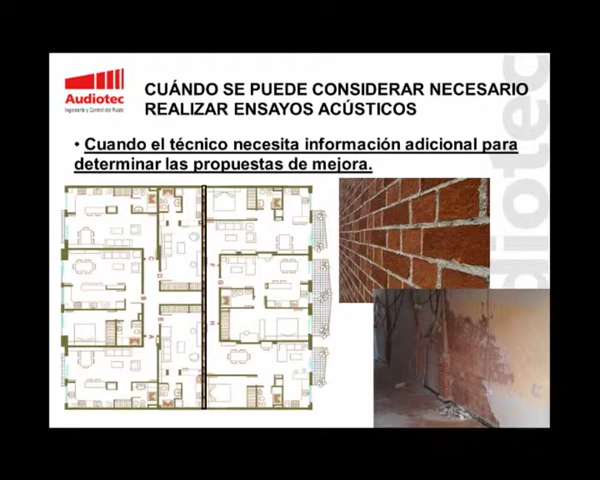 CUÁNDO SE PUEDE CONSIDERAR NECESARIO
REALIZAR ENSAYOS ACÚSTICOS
Audiotec
Ingeniería y Control del Ruido
• Cuando el técnico necesita información adicional para
determinar las propuestas de mejora.
diotec